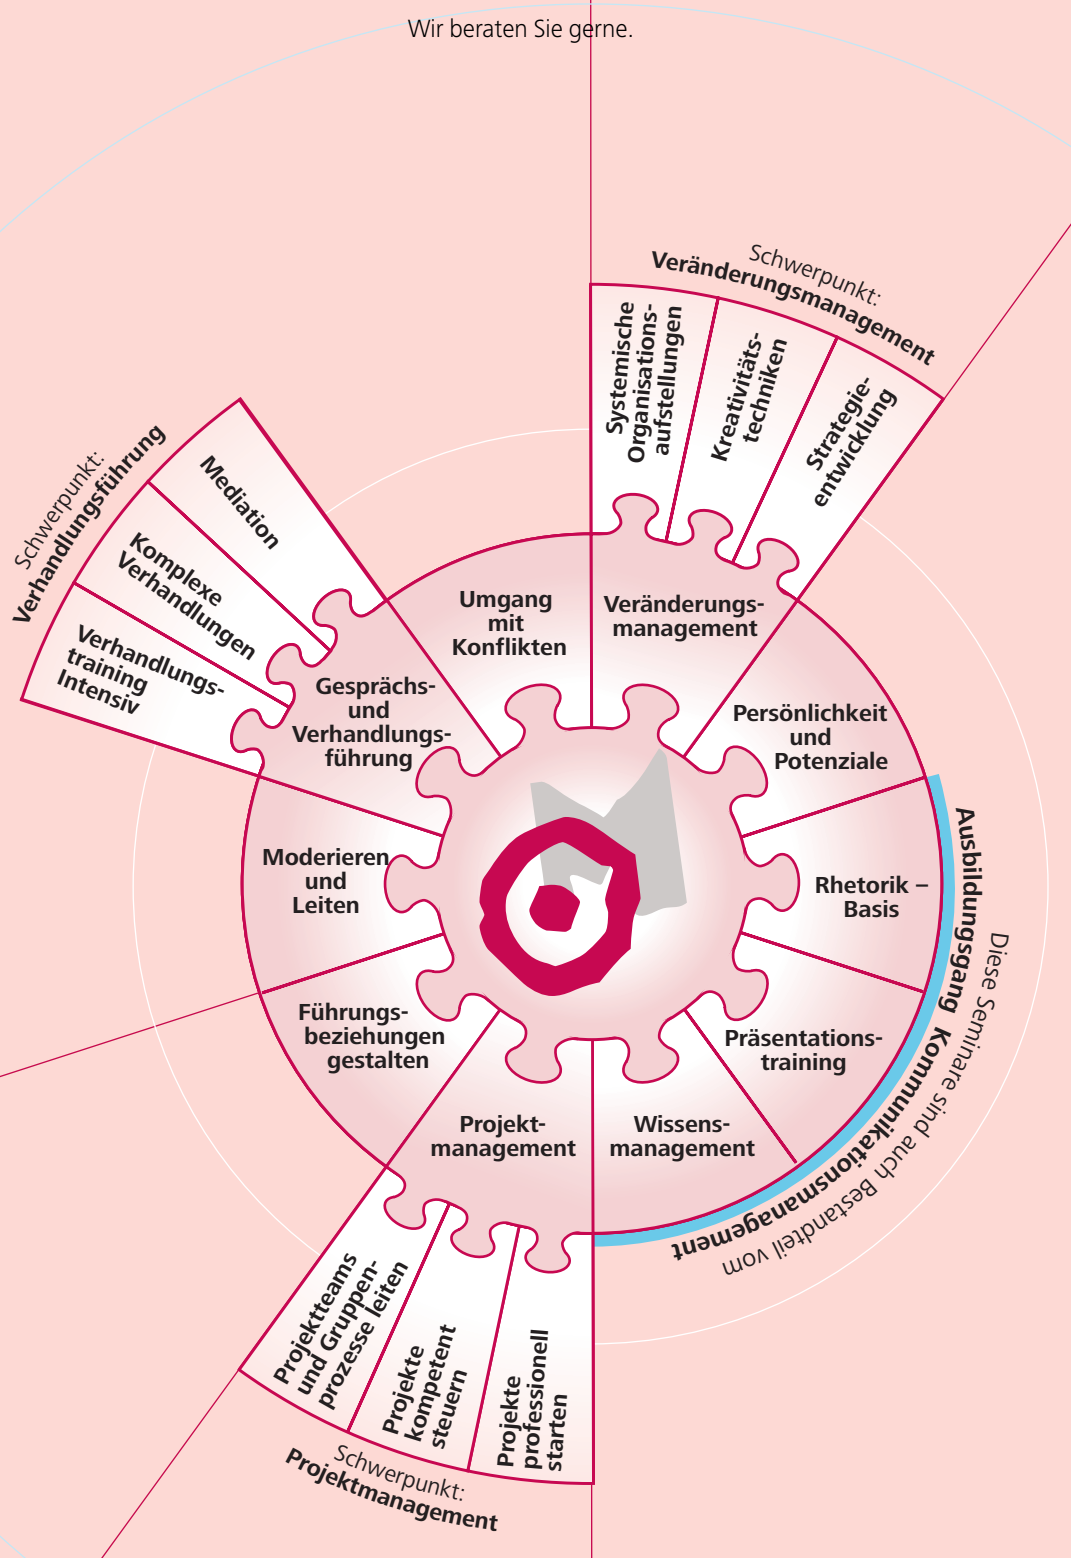 Wir beraten Sie gerne.
Schwerpunkt:
Veränderungsmanagement
Systemische
Organisations-
aufstellungen
Kreativitäts-
techniken
Strategie-
entwicklung
Schwerpunkt:
Verhandlungsführung
Mediation
Komplexe
Verhandlungen
Verhandlungs-
training
Intensiv
Umgang
mit
Konflikten
Veränderungs-
management
Gesprächs-
und
Verhandlungs-
führung
Persönlichkeit
und
Potenziale
Moderieren
und
Leiten
Rhetorik –
Basis
Führungs-
beziehungen
gestalten
Präsentations-
training
Projekt-
management
Wissens-
management
Diese Seminare sind auch Bestandteil vom
Ausbildungsgang Kommunikationsmanagement
Projektteams
und Gruppen-
prozesse leiten
Projekte
kompetent
steuern
Projekte
professionell
starten
Schwerpunkt:
Projektmanagement